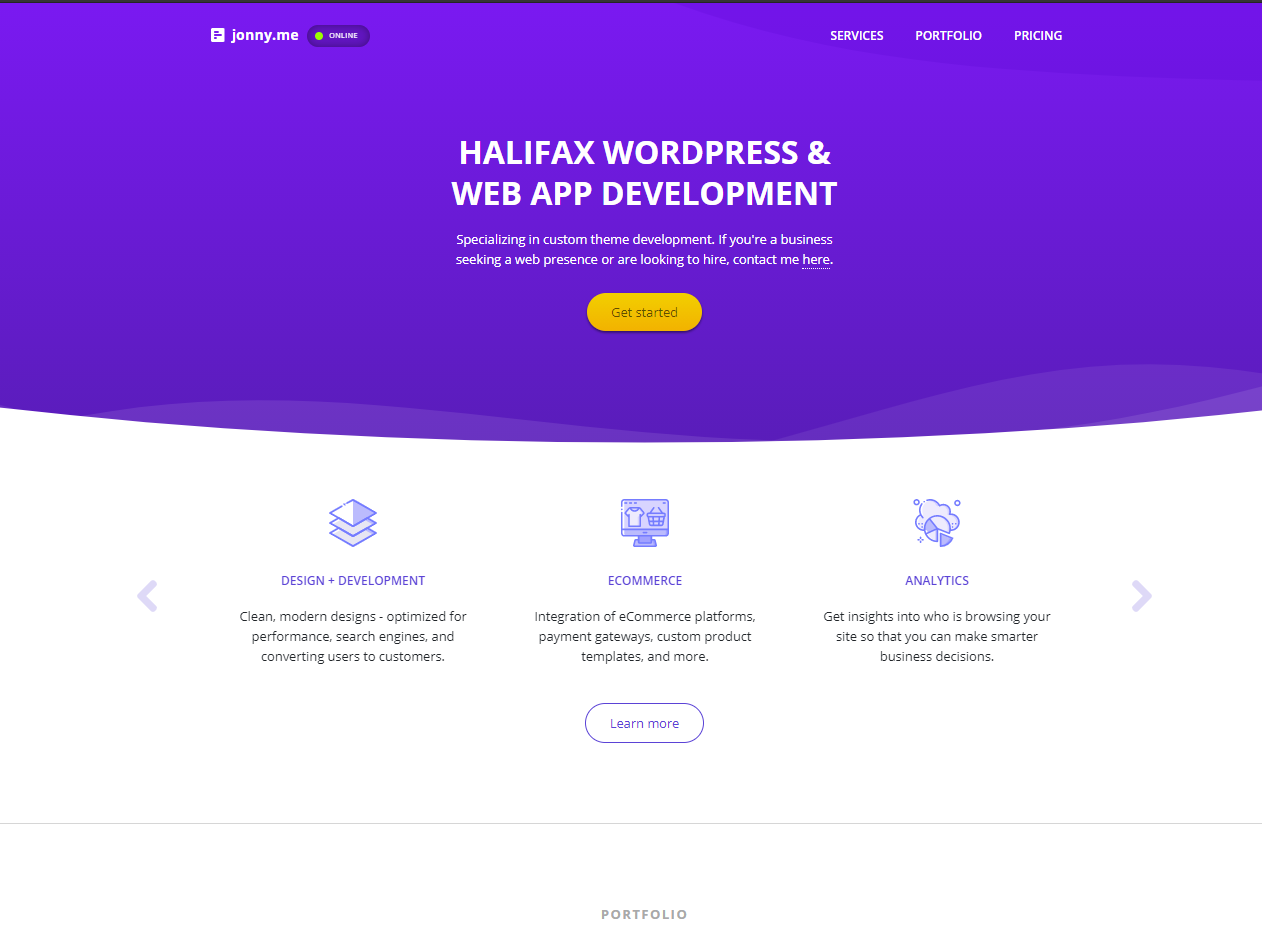 jonny.me
ONLINE
SERVICES
PORTFOLIO
PRICING
HALIFAX WORDPRESS &
WEB APP DEVELOPMENT
Specializing in custom theme development. If you're a business
seeking a web presence or are looking to hire, contact me here.
Get started
DESIGN + DEVELOPMENT
Clean, modern designs - optimized for
performance, search engines, and
converting users to customers.
ECOMMERCE
Integration of eCommerce platforms,
payment gateways, custom product
templates, and more.
ANALYTICS
Get insights into who is browsing your
site so that you can make smarter
business decisions.
Learn more
PORTFOLIO